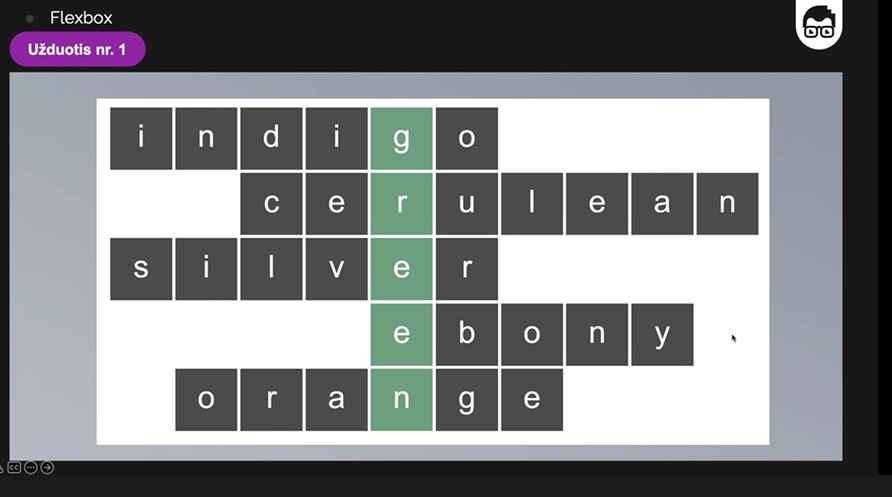 Flexbox
Užduotis nr. 1
i n d i g o
c e r u l e a n
s i l v e r
e b o n y
o r a n g e